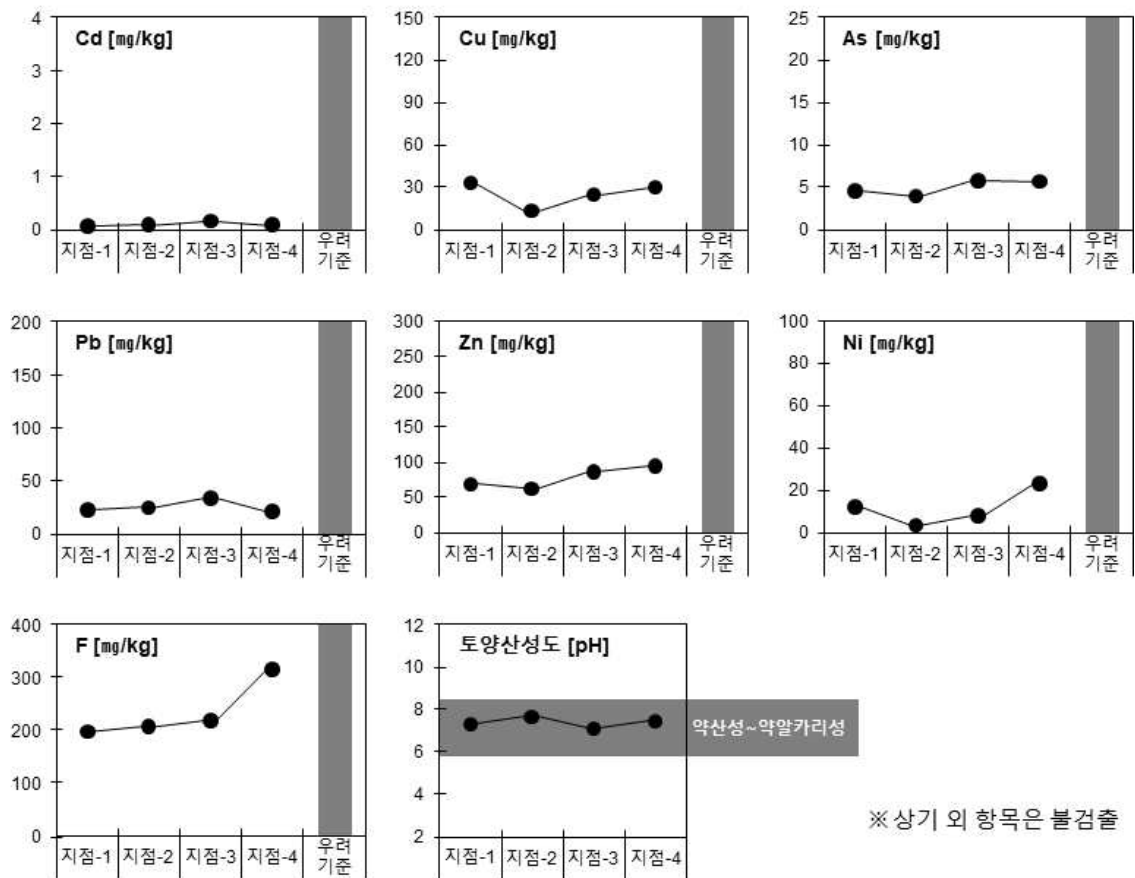 Cd [㎎/kg]
4
3
2
1
0
지점-1 지점-2 지점-3 지점-4 우려
기준
Cu [㎎/kg]
150
120
90
60
30
0
지점-1 지점-2 지점-3 지점-4 우려
기준
As [㎎/kg]
25
20
15
10
5
0
지점-1 지점-2 지점-3 지점-4 우려
기준
Pb [㎎/kg]
200
150
100
50
0
지점-1 지점-2 지점-3 지점-4 우려
기준
Zn [㎎/kg]
300
250
200
150
100
50
0
지점-1 지점-2 지점-3 지점-4 우려
기준
Ni [㎎/kg]
100
80
60
40
20
0
지점-1 지점-2 지점-3 지점-4 우려
기준
F [㎎/kg]
400
300
200
100
0
지점-1 지점-2 지점-3 지점-4 우려
기준
토양산성도 [pH]
12
10
8
6
4
2
약산성~약알카리성
지점-1 지점-2 지점-3 지점-4
※ 상기 외 항목은 불검출